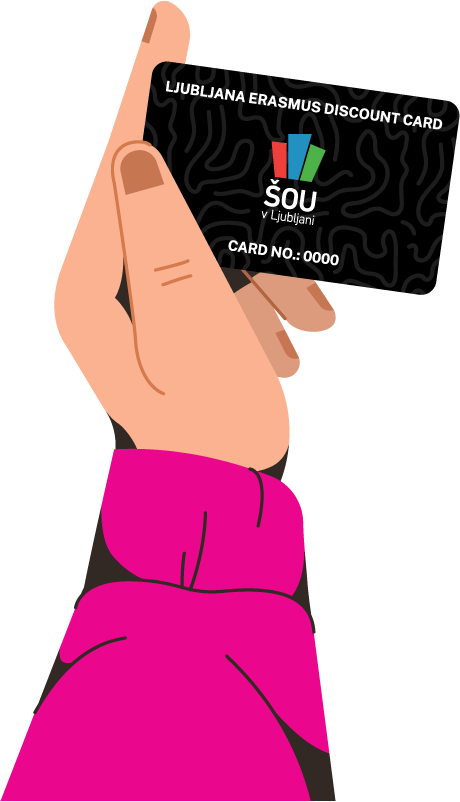 LJUBLJANA ERASMUS DISCOUNT CARD
ŠOU
v Ljubljani
CARD NO.: 0000